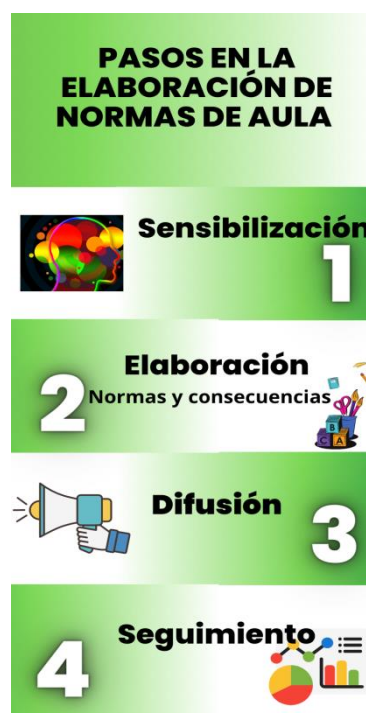 PASOS EN LA
ELABORACIÓN DE
NORMAS DE AULA
Sensibilización
1
Elaboración
2
Normas y consecuencias
B
C A
Difusión
3
Seguimiento
4